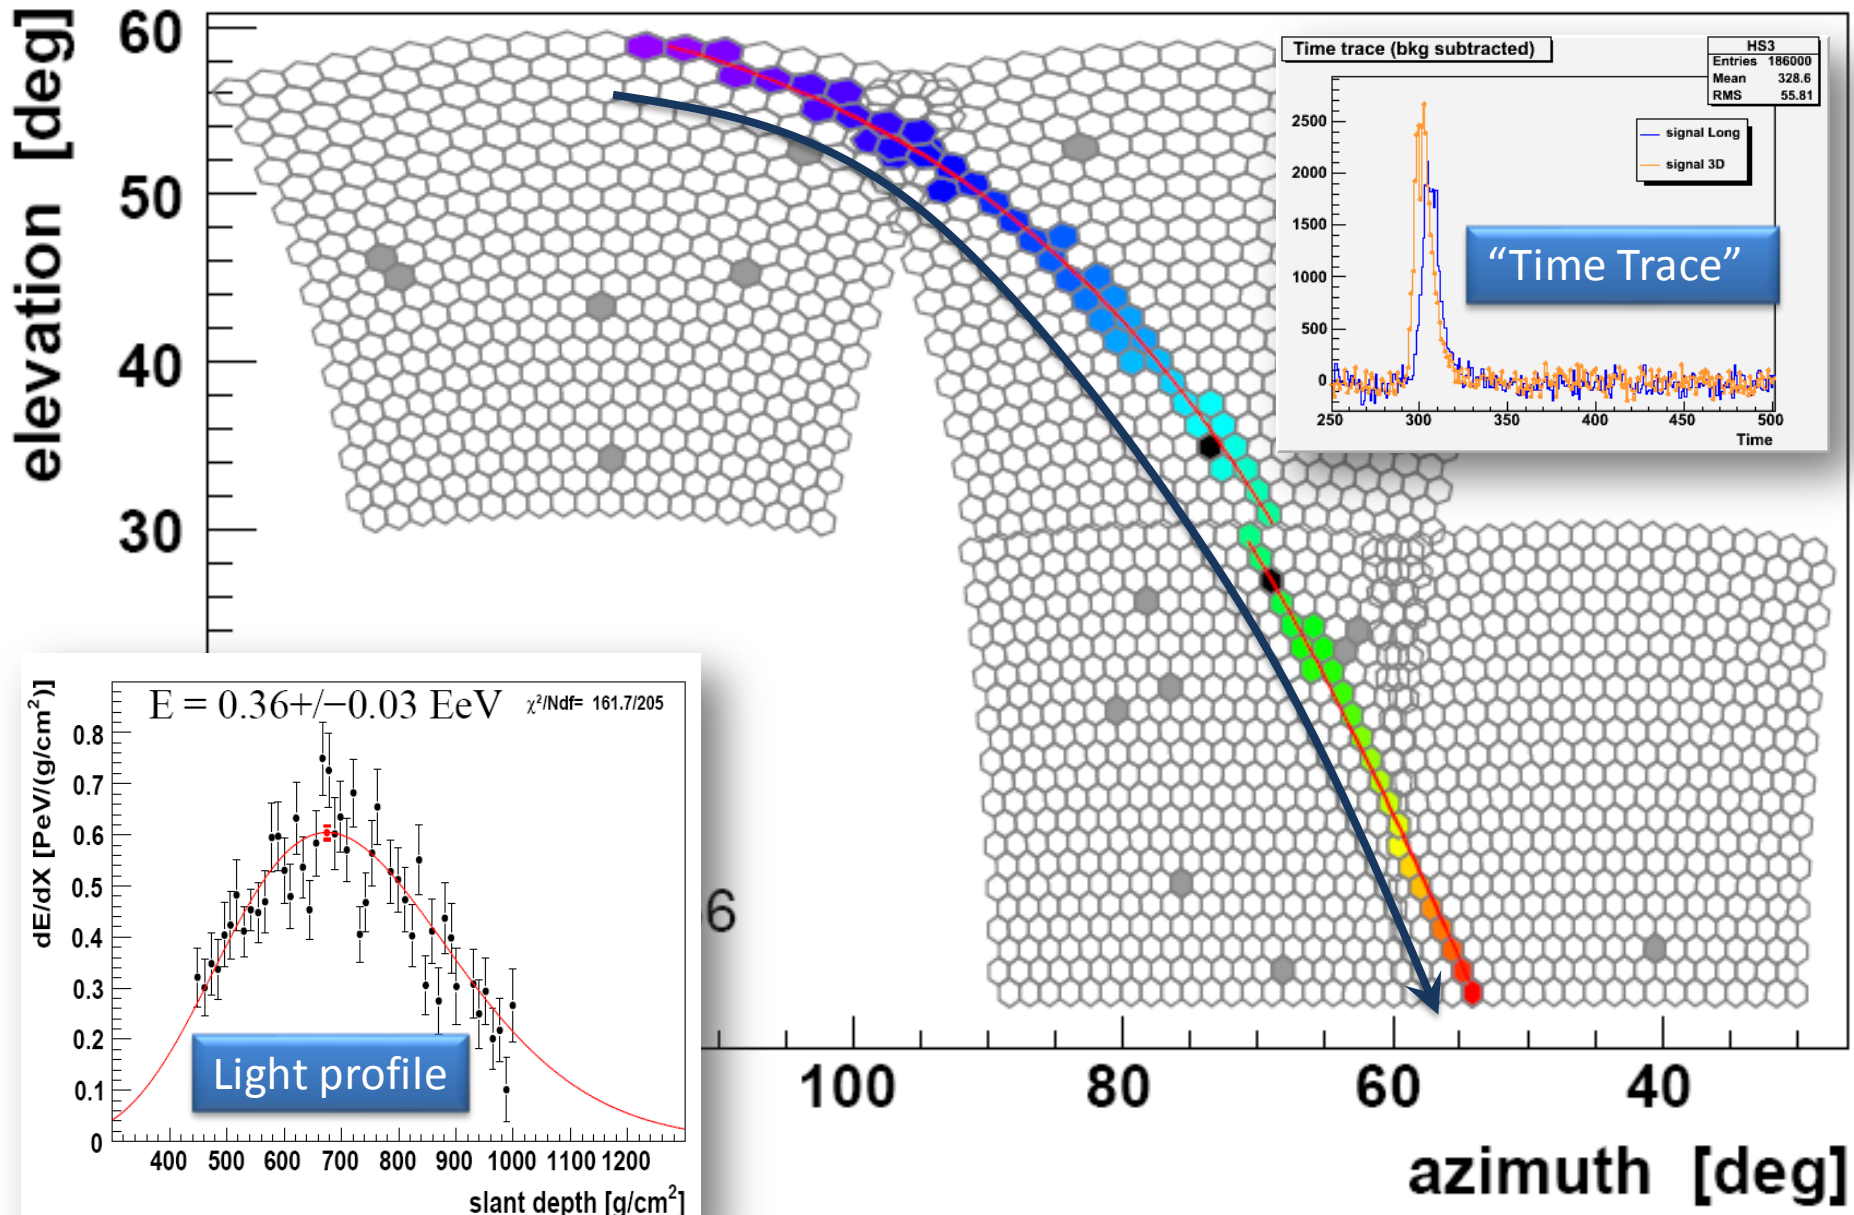 elevation [deg]
60
50
40
30
Time trace (bkg subtracted)
HS3
Entries 186000
Mean 328.6
RMS 55.81
signal Long
signal 3D
“Time Trace”
2500
2000
1500
1000
500
0
250 300 350 400 450 500
Time
E = 0.36+/−0.03 EeV χ²/Ndf= 161.7/205
dE/dX [PeV/(g/cm²)]
0.8
0.7
0.6
0.5
0.4
0.3
0.2
0.1
0
Light profile
400 500 600 700 800 900 1000 1100 1200
slant depth [g/cm²]
6
100 80 60 40
azimuth [deg]